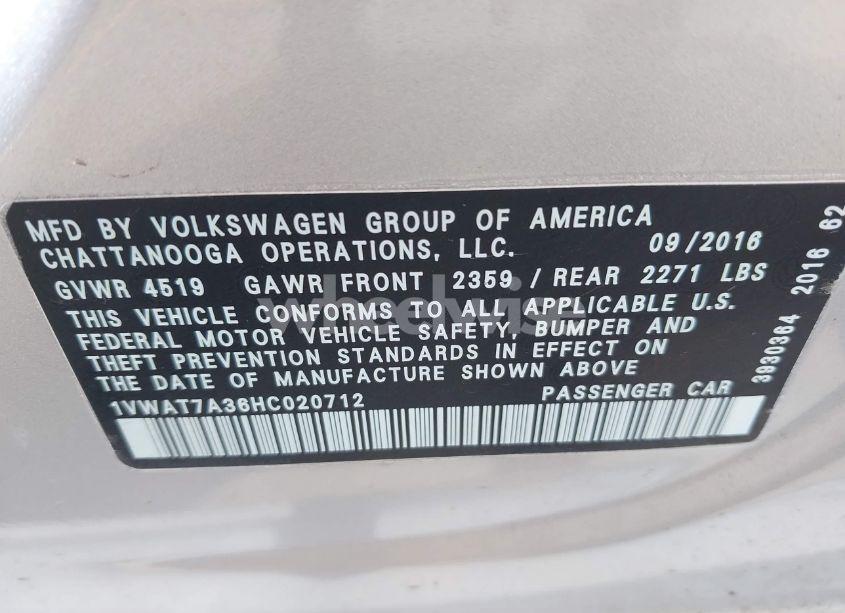 MFD BY VOLKSWAGEN GROUP OF AMERICA
CHATTANOOGA OPERATIONS, LLC. 09/2016
GVWR 4519 GAWR FRONT 2359 / REAR 2271 LBS
THIS VEHICLE CONFORMS TO ALL APPLICABLE U.S.
FEDERAL MOTOR VEHICLE SAFETY, BUMPER AND
THEFT PREVENTION STANDARDS IN EFFECT ON
THE DATE OF MANUFACTURE SHOWN ABOVE
1VWAT7A36HC020712 PASSENGER CAR
3930364 2016 62
wheelwise